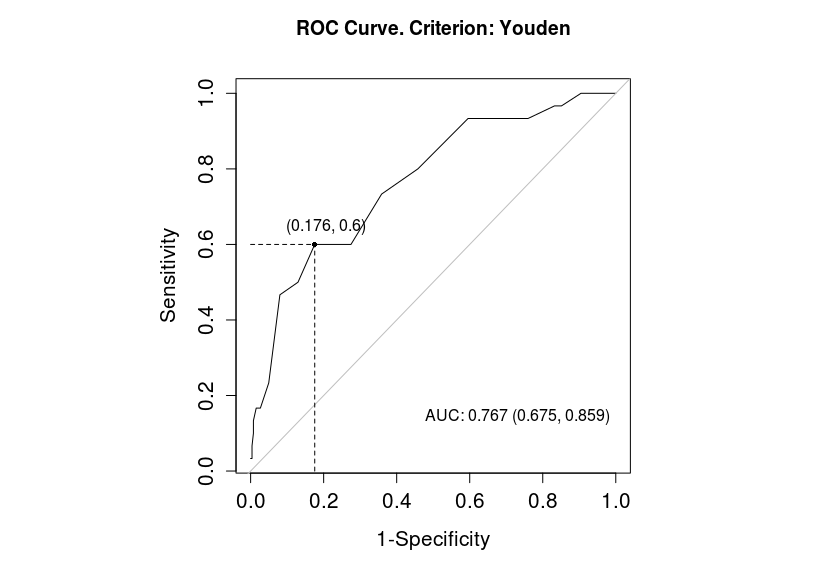 ROC Curve. Criterion: Youden
1.0
0.8
0.6
0.4
0.2
0.0
Sensitivity
(0.176, 0.6)
AUC: 0.767 (0.675, 0.859)
0.0 0.2 0.4 0.6 0.8 1.0
1-Specificity